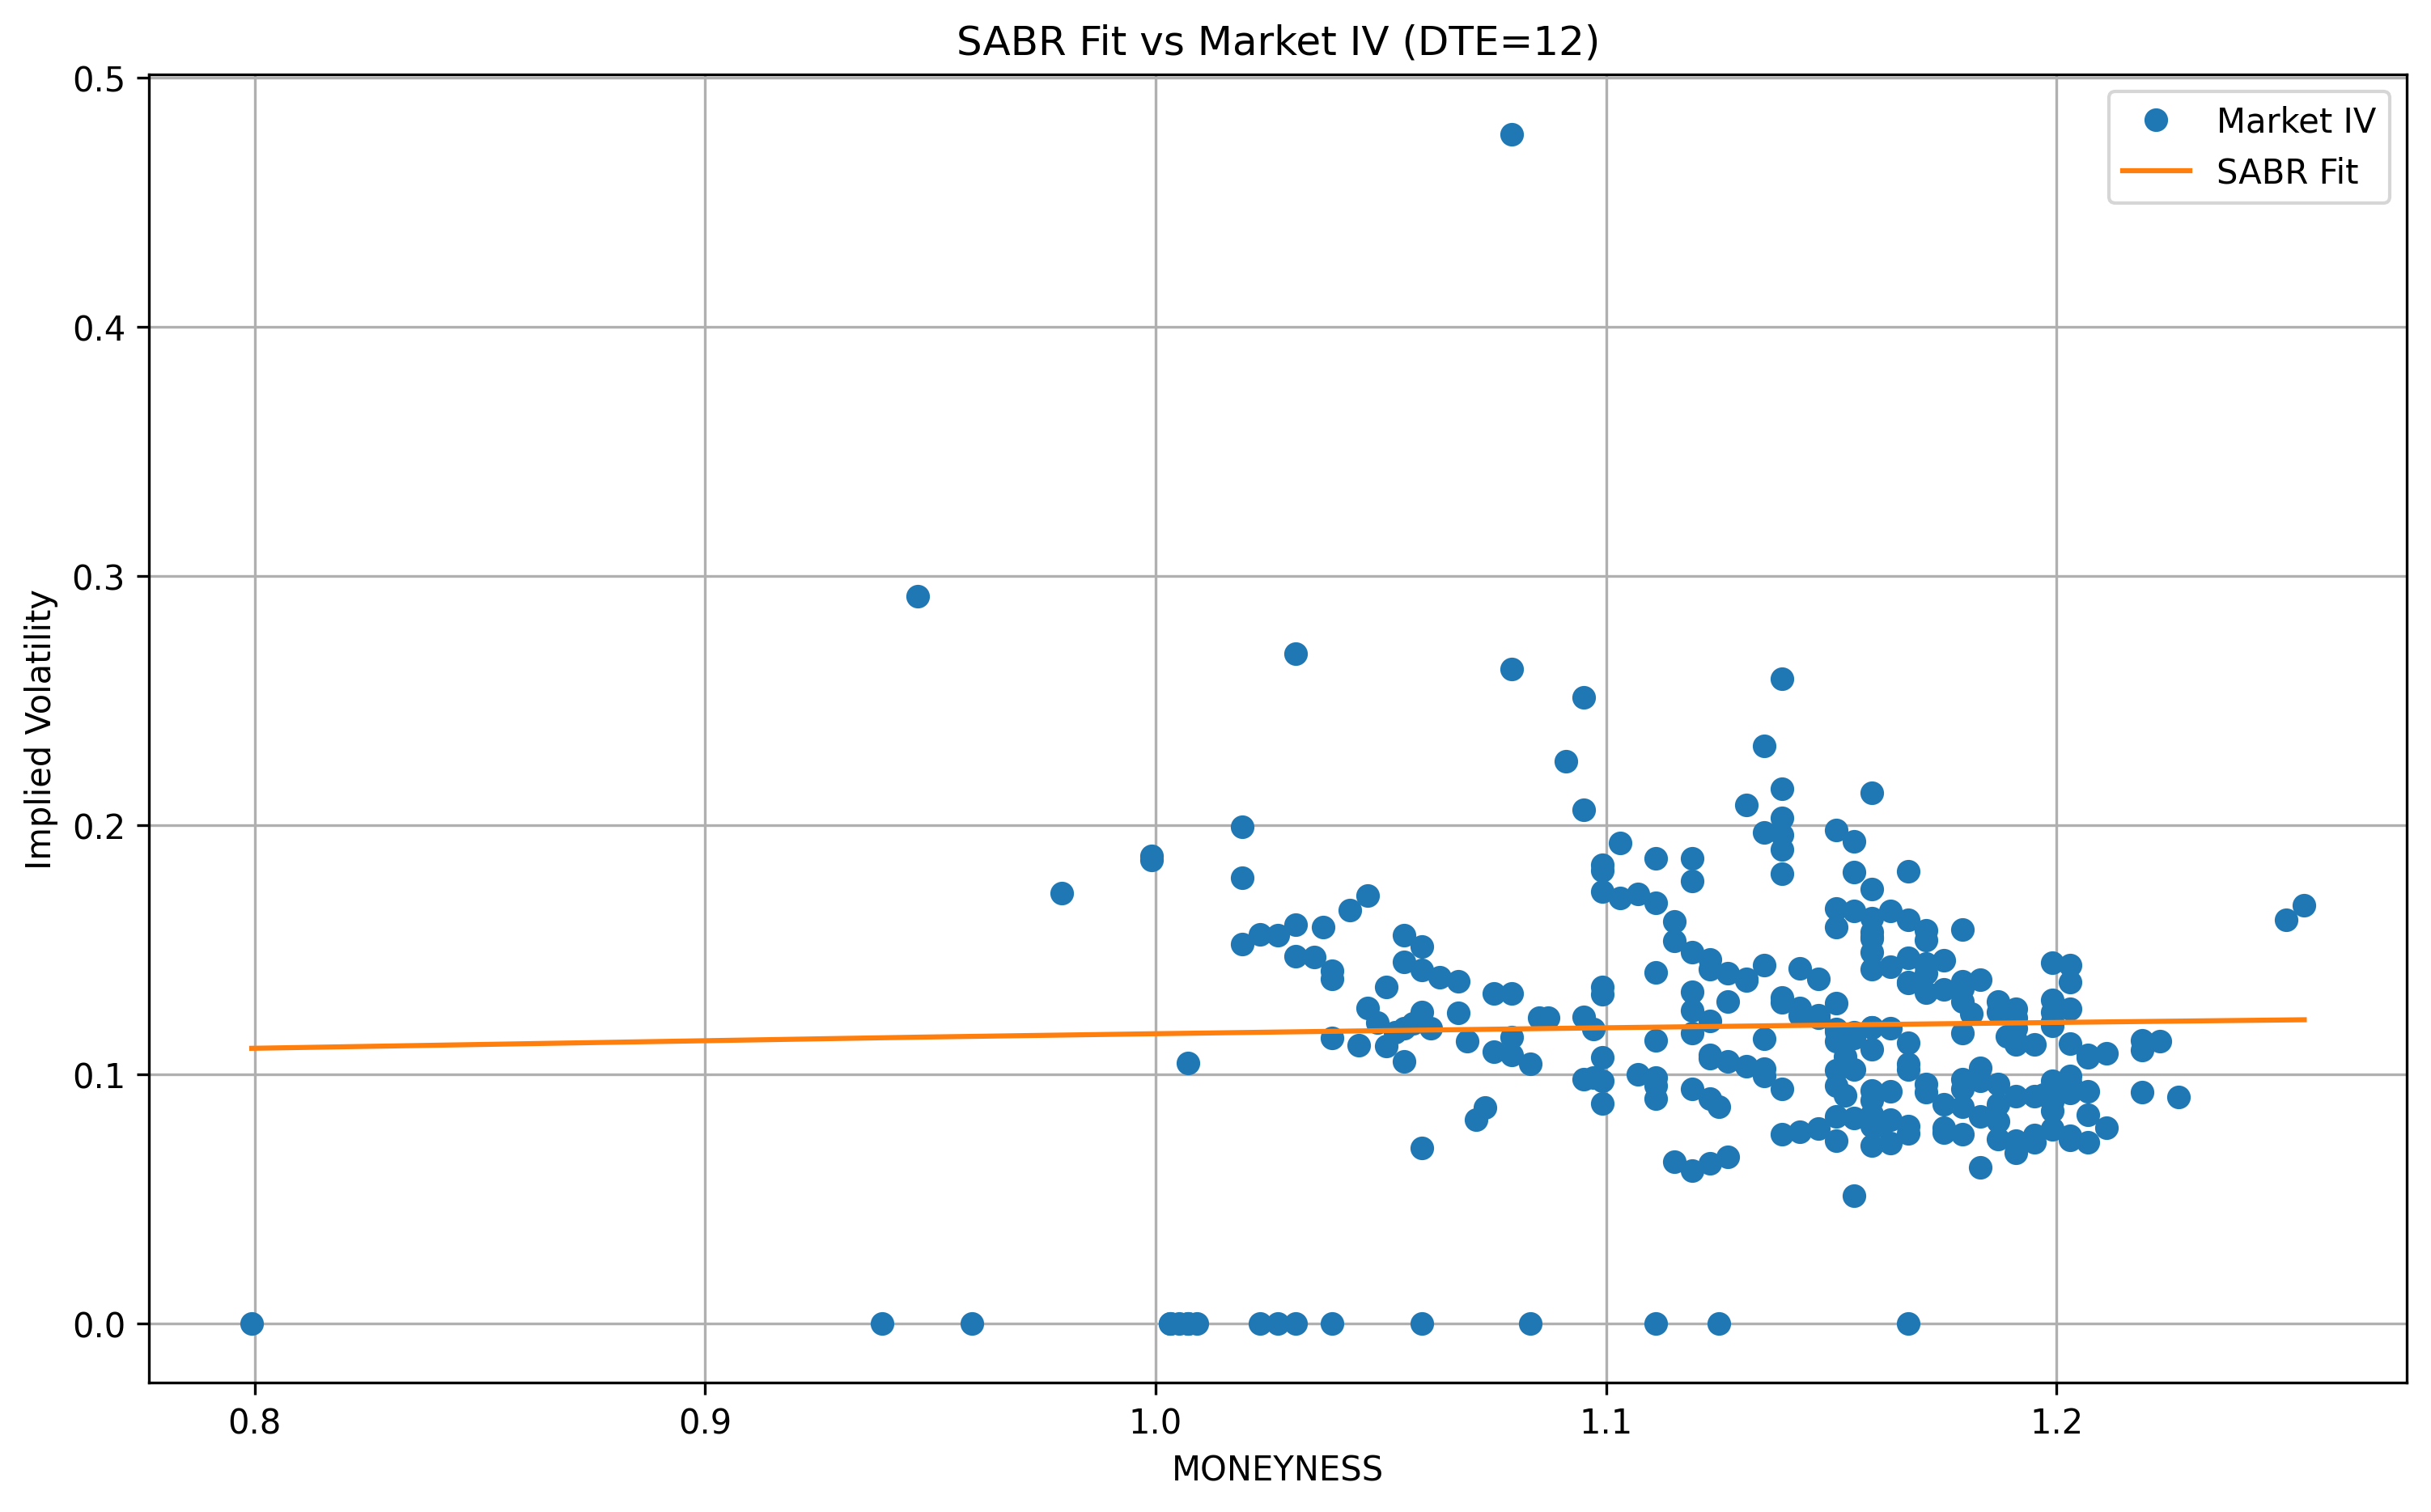 SABR Fit vs Market IV (DTE=12)
Market IV
SABR Fit
Implied Volatility
0.5
0.4
0.3
0.2
0.1
0.0
0.8 0.9 1.0 1.1 1.2
MONEYNESS